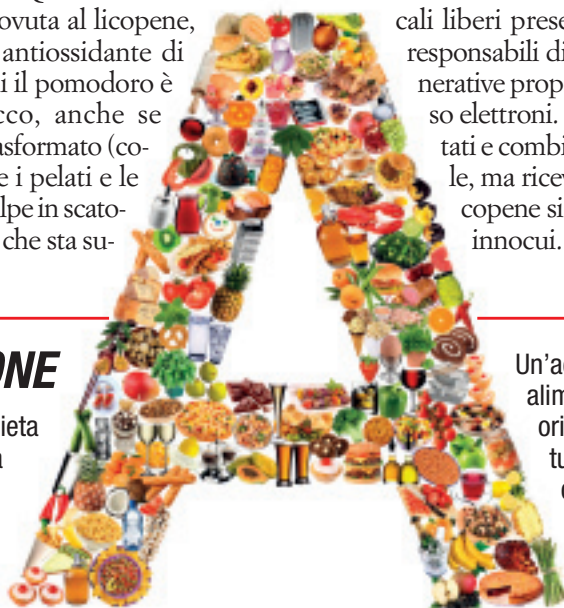 ovuta al licopene,
antiossidante di
i il pomodoro è
cco, anche se
asformato (co-
e i pelati e le
lpe in scato-
che sta su-
cali liberi prese
responsabili di
nerative prop
so elettroni.
tati e combi
le, ma ricev
copene si
innocui.
ONE
ieta
a
Un'a
alim
ori
tu